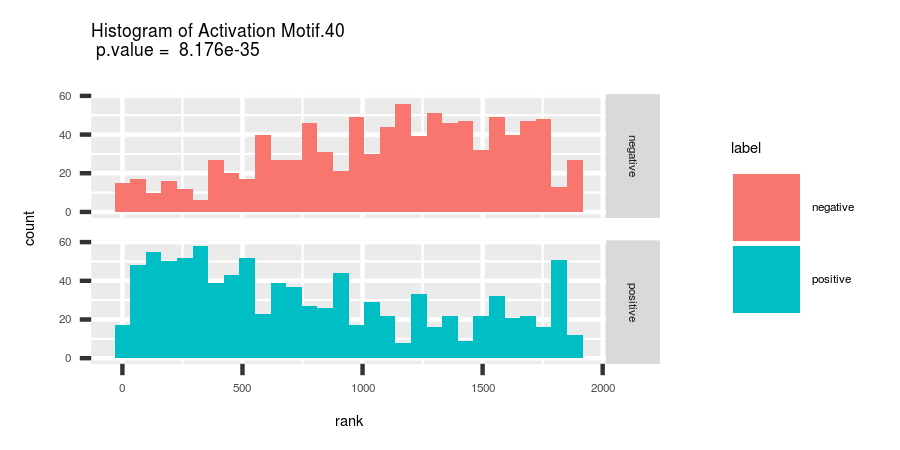 Histogram of Activation Motif.40
p.value = 8.176e-35
count
60
40
20
0
negative
60
40
20
0
positive
0 500 1000 1500 2000
rank
label
negative
positive